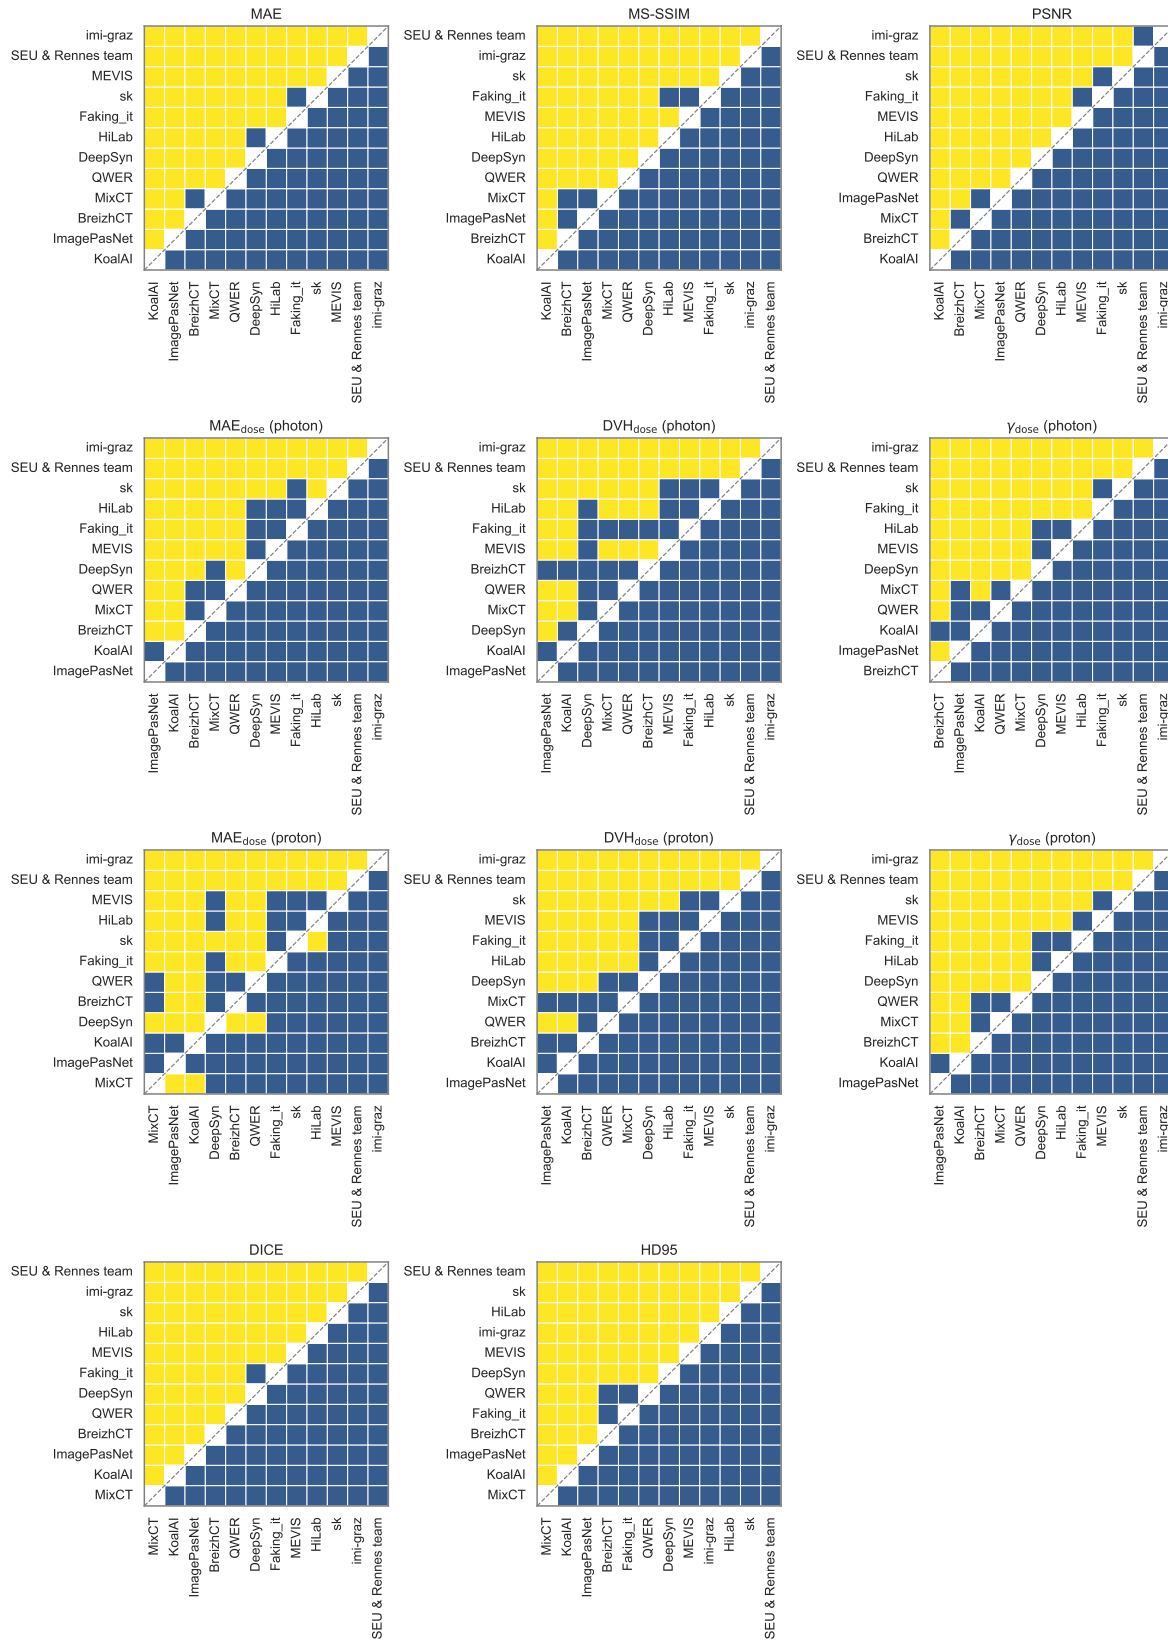 MAE
imi-graz
SEU & Rennes team
MEVIS
sk
Faking_it
HiLab
DeepSyn
QWER
MixCT
BreizhCT
ImagePasNet
KoalAI
KoalAI
ImagePasNet
BreizhCT
MixCT
QWER
DeepSyn
HiLab
Faking_it
sk
MEVIS
SEU & Rennes team
imi-graz
MS-SSIM
SEU & Rennes team
imi-graz
sk
Faking_it
MEVIS
HiLab
DeepSyn
QWER
MixCT
ImagePasNet
BreizhCT
KoalAI
KoalAI
BreizhCT
ImagePasNet
MixCT
QWER
DeepSyn
HiLab
MEVIS
Faking_it
sk
imi-graz
SEU & Rennes team
PSNR
imi-graz
SEU & Rennes team
sk
Faking_it
MEVIS
HiLab
DeepSyn
QWER
ImagePasNet
MixCT
BreizhCT
KoalAI
KoalAI
BreizhCT
MixCT
ImagePasNet
QWER
DeepSyn
HiLab
MEVIS
Faking_it
sk
SEU & Rennes team
imi-graz
MAEdose (photon)
imi-graz
SEU & Rennes team
sk
HiLab
Faking_it
MEVIS
DeepSyn
QWER
MixCT
BreizhCT
KoalAI
ImagePasNet
ImagePasNet
KoalAI
BreizhCT
MixCT
QWER
DeepSyn
MEVIS
Faking_it
HiLab
sk
SEU & Rennes team
imi-graz
DVHdose (photon)
imi-graz
SEU & Rennes team
sk
HiLab
Faking_it
MEVIS
BreizhCT
QWER
MixCT
DeepSyn
KoalAI
ImagePasNet
ImagePasNet
KoalAI
DeepSyn
MixCT
QWER
BreizhCT
MEVIS
Faking_it
HiLab
sk
SEU & Rennes team
imi-graz
γdose (photon)
imi-graz
SEU & Rennes team
sk
Faking_it
HiLab
MEVIS
DeepSyn
MixCT
QWER
KoalAI
ImagePasNet
BreizhCT
BreizhCT
ImagePasNet
KoalAI
QWER
MixCT
DeepSyn
MEVIS
HiLab
Faking_it
sk
SEU & Rennes team
imi-graz
MAEdose (proton)
imi-graz
SEU & Rennes team
MEVIS
HiLab
sk
Faking_it
QWER
BreizhCT
DeepSyn
KoalAI
ImagePasNet
MixCT
MixCT
ImagePasNet
KoalAI
DeepSyn
BreizhCT
QWER
Faking_it
sk
HiLab
MEVIS
SEU & Rennes team
imi-graz
DVHdose (proton)
imi-graz
SEU & Rennes team
sk
MEVIS
Faking_it
HiLab
DeepSyn
MixCT
QWER
BreizhCT
KoalAI
ImagePasNet
ImagePasNet
KoalAI
BreizhCT
QWER
MixCT
DeepSyn
HiLab
Faking_it
MEVIS
sk
SEU & Rennes team
imi-graz
γdose (proton)
imi-graz
SEU & Rennes team
sk
MEVIS
Faking_it
HiLab
DeepSyn
QWER
MixCT
BreizhCT
KoalAI
ImagePasNet
ImagePasNet
KoalAI
BreizhCT
MixCT
QWER
DeepSyn
HiLab
Faking_it
MEVIS
sk
SEU & Rennes team
imi-graz
DICE
SEU & Rennes team
imi-graz
sk
HiLab
MEVIS
Faking_it
DeepSyn
QWER
BreizhCT
ImagePasNet
KoalAI
MixCT
MixCT
KoalAI
ImagePasNet
BreizhCT
QWER
DeepSyn
Faking_it
MEVIS
HiLab
sk
imi-graz
SEU & Rennes team
HD95
SEU & Rennes team
sk
HiLab
imi-graz
MEVIS
DeepSyn
QWER
Faking_it
BreizhCT
ImagePasNet
KoalAI
MixCT
MixCT
KoalAI
ImagePasNet
BreizhCT
Faking_it
QWER
DeepSyn
MEVIS
imi-graz
HiLab
sk
SEU & Rennes team